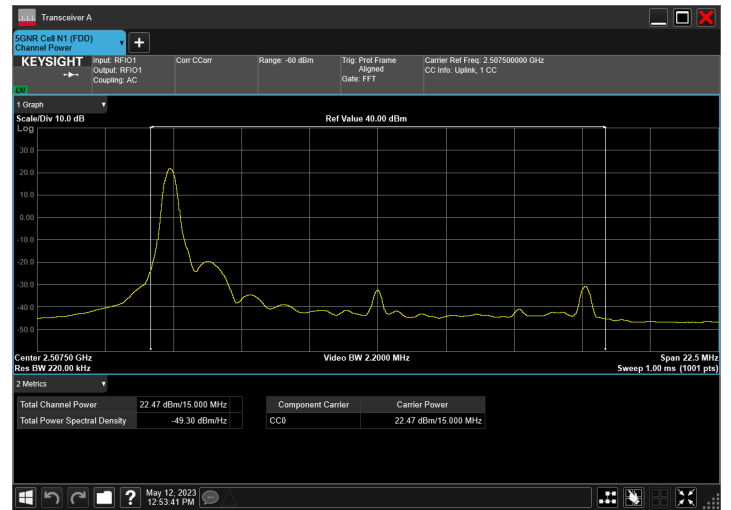 Transceiver A
5GNR Cell N1 (FDD)
Channel Power
KEYSIGHT
LXI
Input: RFIO1
Output: RFIO1
Coupling: AC
Corr CCorr
Range: -60 dBm
Trig: Prot Frame
Aligned
Gate: FFT
Carrier Ref Freq: 2.507500000 GHz
CC Info: Uplink, 1 CC
1 Graph
Scale/Div 10.0 dB
Ref Value 40.00 dBm
Log
30.0
20.0
10.0
0.00
-10.0
-20.0
-30.0
-40.0
-50.0
Center 2.50750 GHz
Video BW 2.2000 MHz
Span 22.5 MHz
Res BW 220.00 kHz
Sweep 1.00 ms (1001 pts)
2 Metrics
Total Channel Power 22.47 dBm/15.000 MHz
Total Power Spectral Density -49.30 dBm/Hz
Component Carrier Carrier Power
CC0 22.47 dBm/15.000 MHz
?
May 12, 2023
12:53:41 PM